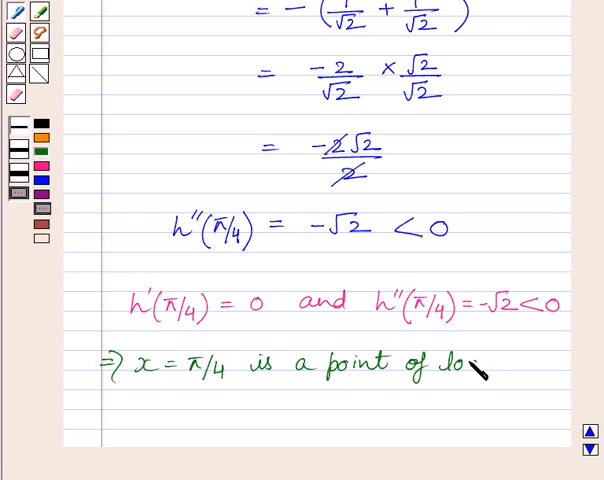 = - (1/√2 + 1/√2)
= -2/√2 × √2/√2
= -2√2/2
h''(π/4) = -√2 < 0
h'(π/4) = 0 and h''(π/4) = -√2 < 0
⇒ x = π/4 is a point of lo